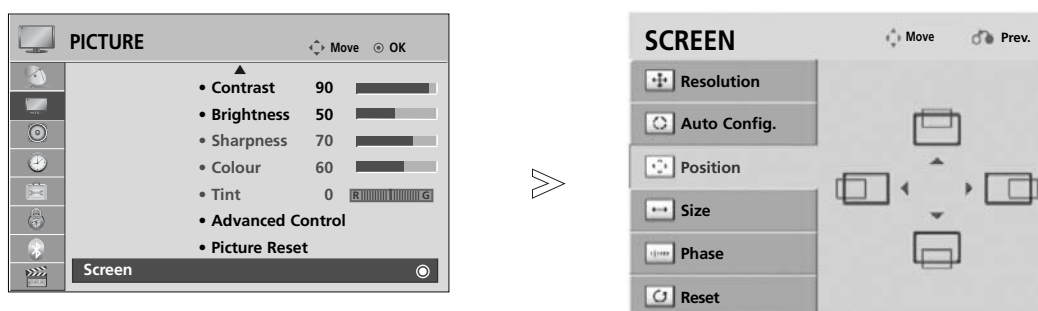 PICTURE Move OK
• Contrast 90
• Brightness 50
• Sharpness 70
• Colour 60
• Tint 0 R G
• Advanced Control
• Picture Reset
Screen
SCREEN Move Prev.
Resolution
Auto Config.
Position
Size
Phase
Reset